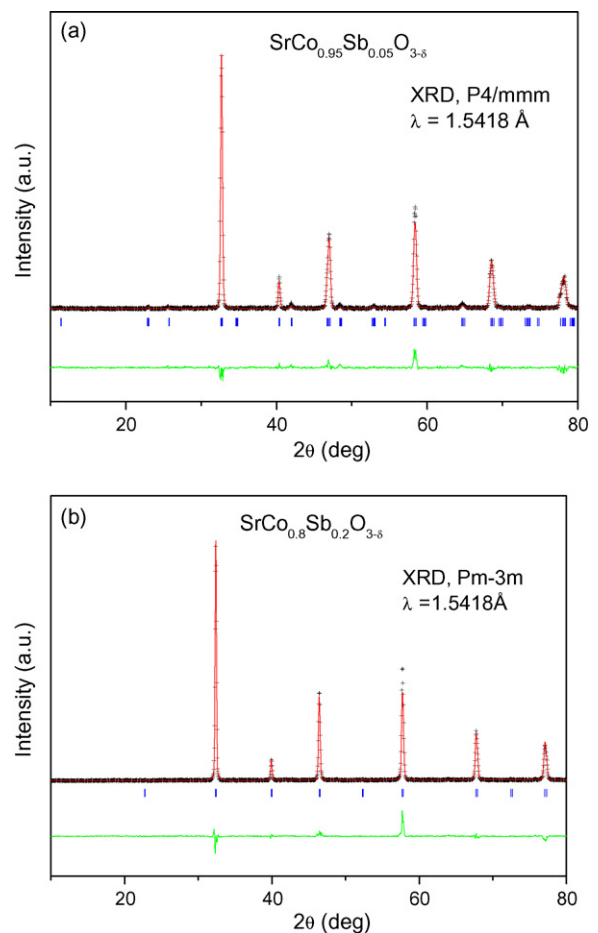 (a)
SrCo0.95Sb0.05O3-δ
XRD, P4/mmm
λ = 1.5418 Å
Intensity (a.u.)
20 40 60 80
2θ (deg)
(b)
SrCo0.8Sb0.2O3-δ
XRD, Pm-3m
λ =1.5418Å
Intensity (a.u.)
20 40 60 80
2θ (deg)